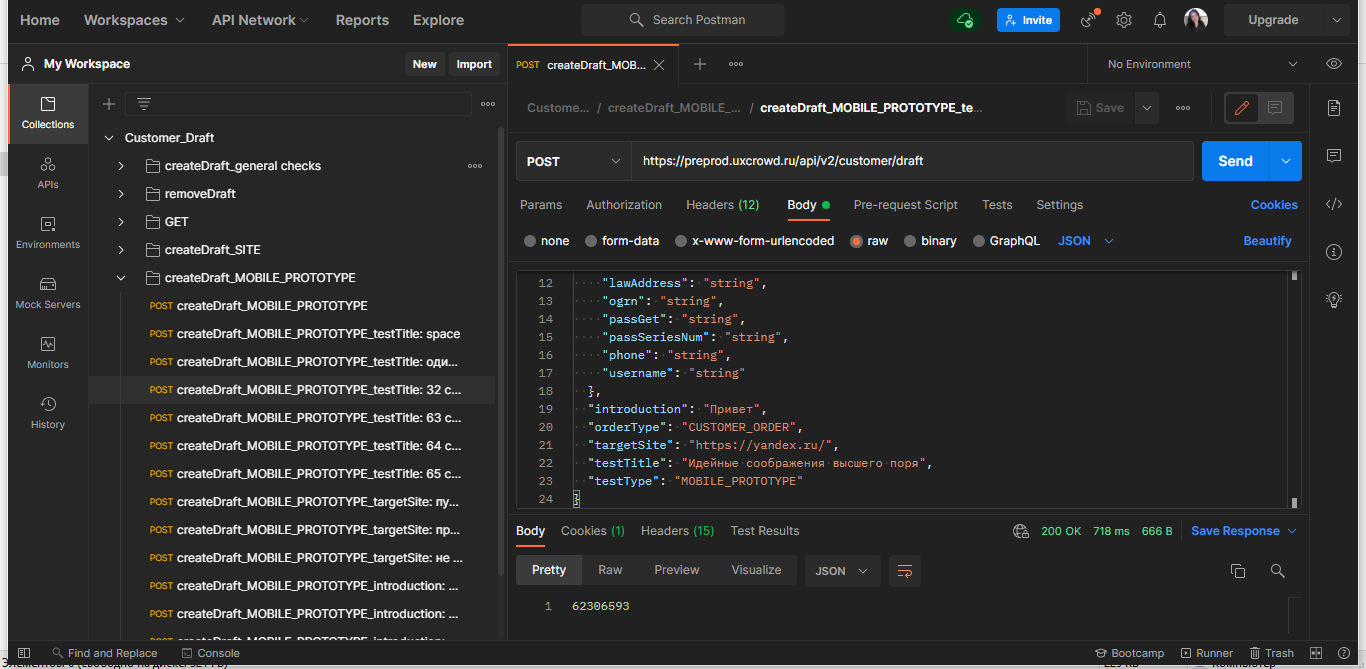 Home Workspaces API Network Reports Explore Search Postman Invite Upgrade
My Workspace New Import
POST createDraft_MOB... No Environment
Collections
APIs
Environments
Mock Servers
Monitors
History
Customer_Draft
createDraft_general checks
removeDraft
GET
createDraft_SITE
createDraft_MOBILE_PROTOTYPE
POST createDraft_MOBILE_PROTOTYPE
POST createDraft_MOBILE_PROTOTYPE_testTitle: space
POST createDraft_MOBILE_PROTOTYPE_testTitle: оди...
POST createDraft_MOBILE_PROTOTYPE_testTitle: 32 с...
POST createDraft_MOBILE_PROTOTYPE_testTitle: 63 с...
POST createDraft_MOBILE_PROTOTYPE_testTitle: 64 с...
POST createDraft_MOBILE_PROTOTYPE_testTitle: 65 с...
POST createDraft_MOBILE_PROTOTYPE_targetSite: пу...
POST createDraft_MOBILE_PROTOTYPE_targetSite: пр...
POST createDraft_MOBILE_PROTOTYPE_targetSite: не ...
POST createDraft_MOBILE_PROTOTYPE_introduction: ...
POST createDraft_MOBILE_PROTOTYPE_introduction: ...
POST createDraft_MOBILE_PROTOTYPE_introduction:
Custome... / createDraft_MOBILE_... / createDraft_MOBILE_PROTOTYPE_te... Save
POST https://preprod.uxcrowd.ru/api/v2/customer/draft Send
Params Authorization Headers (12) Body Pre-request Script Tests Settings Cookies
none form-data x-www-form-urlencoded raw binary GraphQL JSON Beautify
12 "lawAddress": "string",
13 "ogrn": "string",
14 "passGet": "string",
15 "passSeriesNum": "string",
16 "phone": "string",
17 "username": "string"
18 },
19 "introduction": "Привет",
20 "orderType": "CUSTOMER_ORDER",
21 "targetSite": "https://yandex.ru/",
22 "testTitle": "Идейные соображения высшего поря",
23 "testType": "MOBILE_PROTOTYPE"
24 }
Body Cookies (1) Headers (15) Test Results 200 OK 718 ms 666 B Save Response
Pretty Raw Preview Visualize JSON
1 62306593
Find and Replace Console Bootcamp Runner Trash